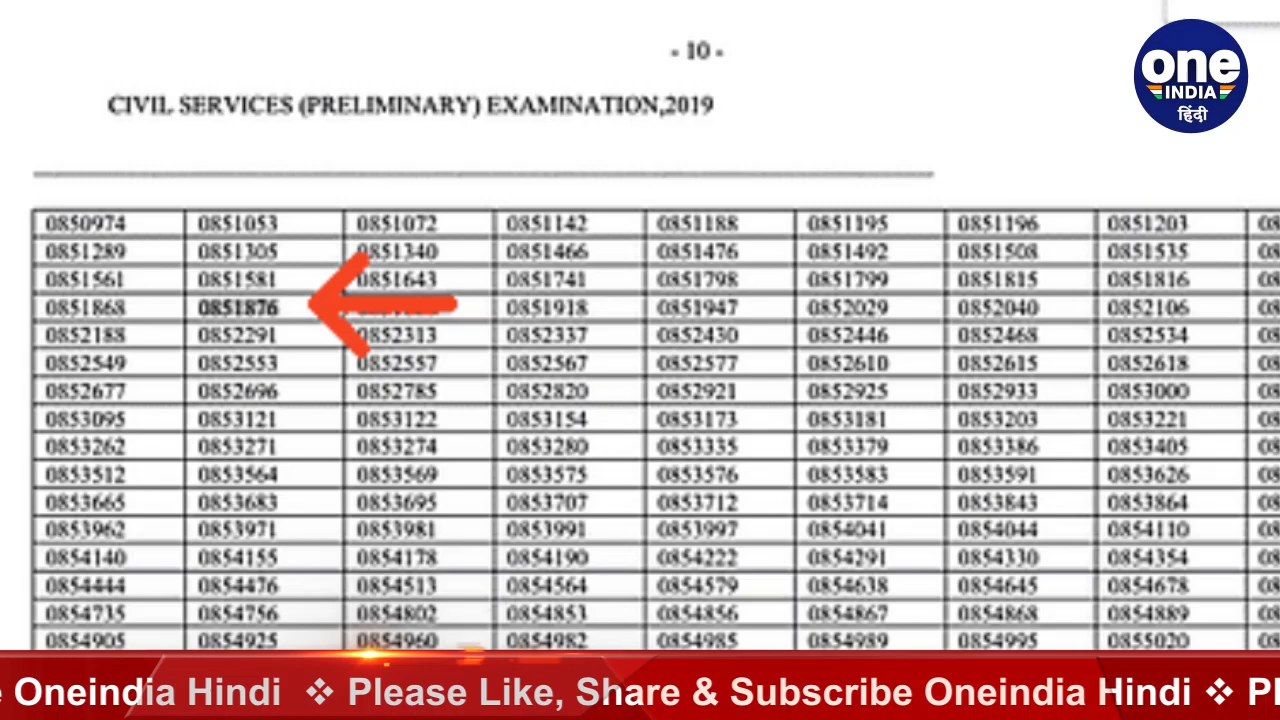 - 10 -
one
INDIA
हिंदी
CIVIL SERVICES (PRELIMINARY) EXAMINATION,2019
0850974 0851053 0851072 0851142 0851188 0851195 0851196 0851203
0851289 0851305 0851340 0851466 0851476 0851492 0851508 0851535
0851561 0851581 0851643 0851741 0851798 0851799 0851815 0851816
0851868 0851876 0851918 0851947 0852029 0852040 0852106
0852188 0852291 0852313 0852337 0852430 0852446 0852468 0852534
0852549 0852553 0852557 0852567 0852577 0852610 0852615 0852618
0852677 0852696 0852785 0852820 0852921 0852925 0852933 0853000
0853095 0853121 0853122 0853154 0853173 0853181 0853203 0853221
0853262 0853271 0853274 0853280 0853335 0853379 0853386 0853405
0853512 0853564 0853569 0853575 0853576 0853583 0853591 0853626
0853665 0853683 0853695 0853707 0853712 0853714 0853843 0853864
0853962 0853971 0853981 0853991 0853997 0854041 0854044 0854110
0854140 0854155 0854178 0854190 0854222 0854291 0854330 0854354
0854444 0854476 0854513 0854564 0854579 0854638 0854645 0854678
0854735 0854756 0854802 0854853 0854856 0854867 0854868 0854889
0854905 0854925 0854960 0854982 0854985 0854989 0854995 0855020
e Oneindia Hindi ❖ Please Like, Share & Subscribe Oneindia Hindi ❖ Pl